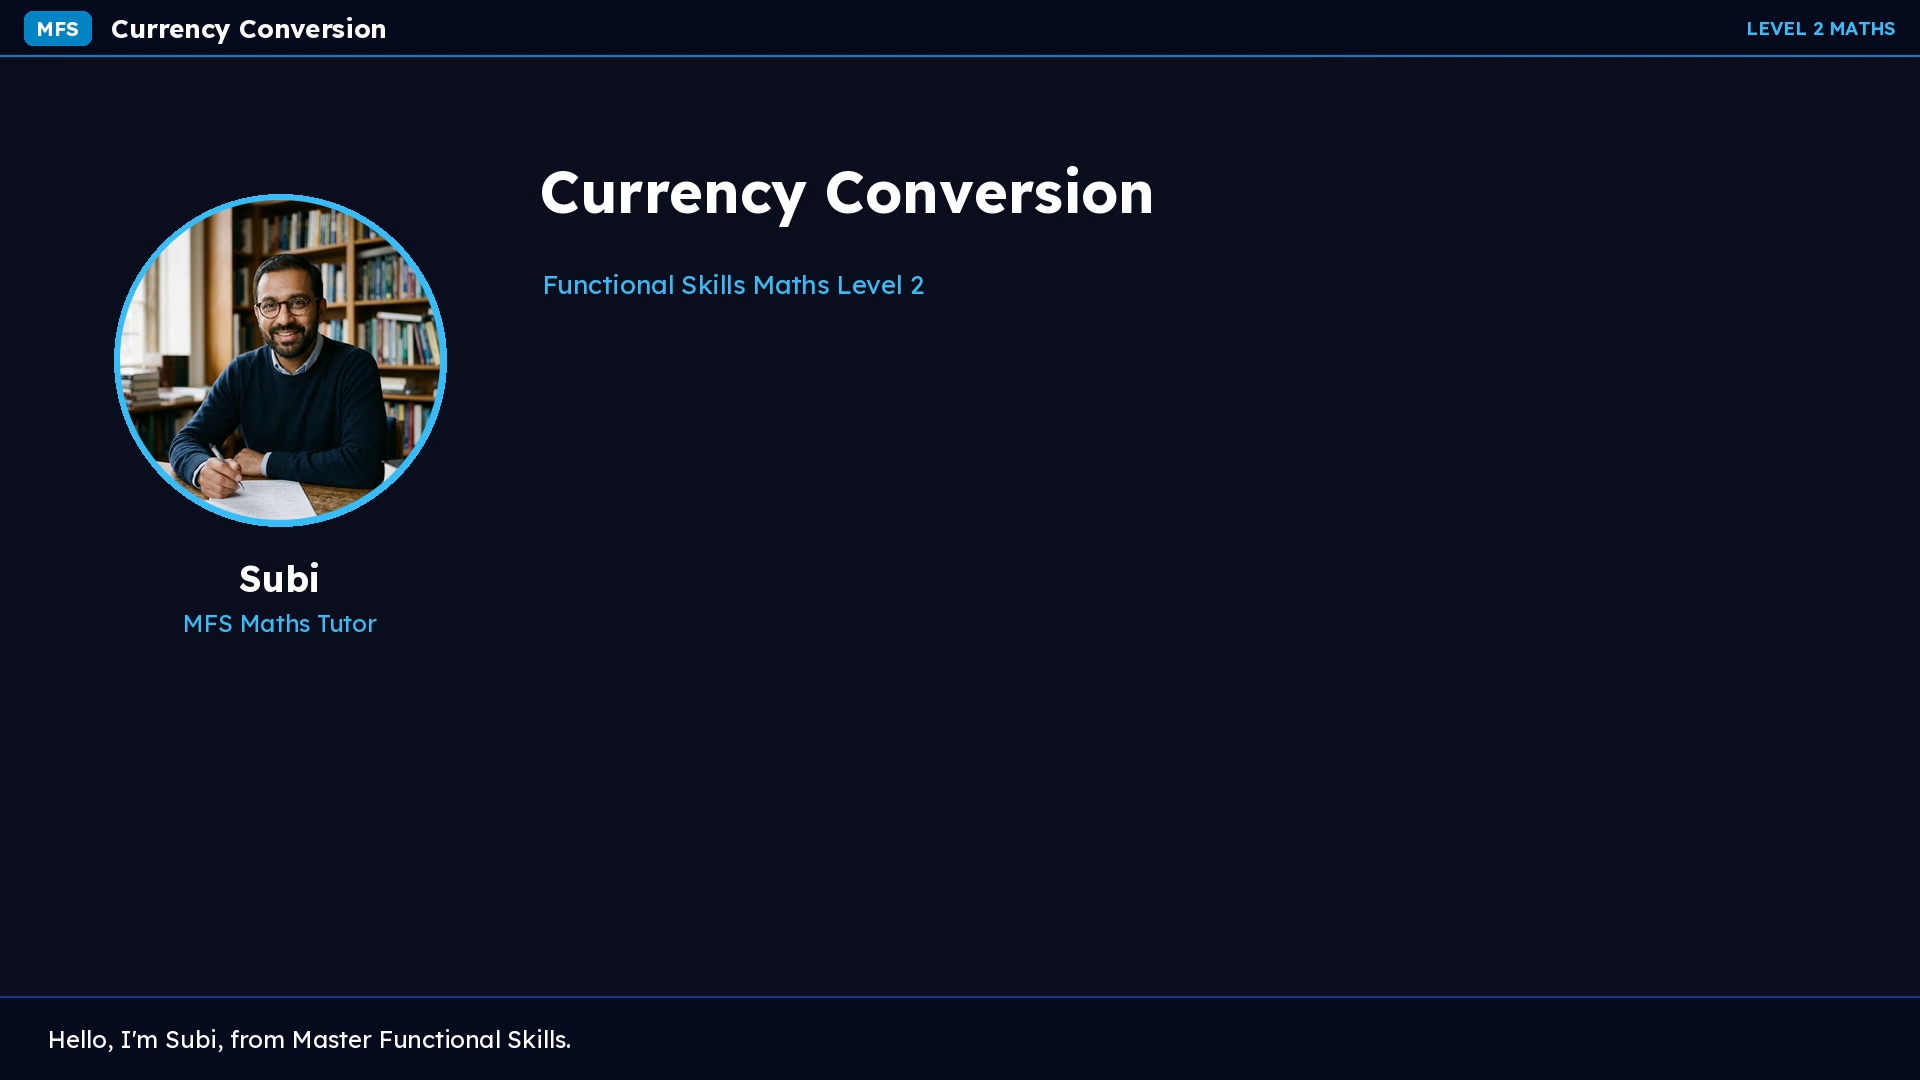 MFS Currency Conversion
LEVEL 2 MATHS
Currency Conversion
Functional Skills Maths Level 2
Subi
MFS Maths Tutor
Hello, I'm Subi, from Master Functional Skills.